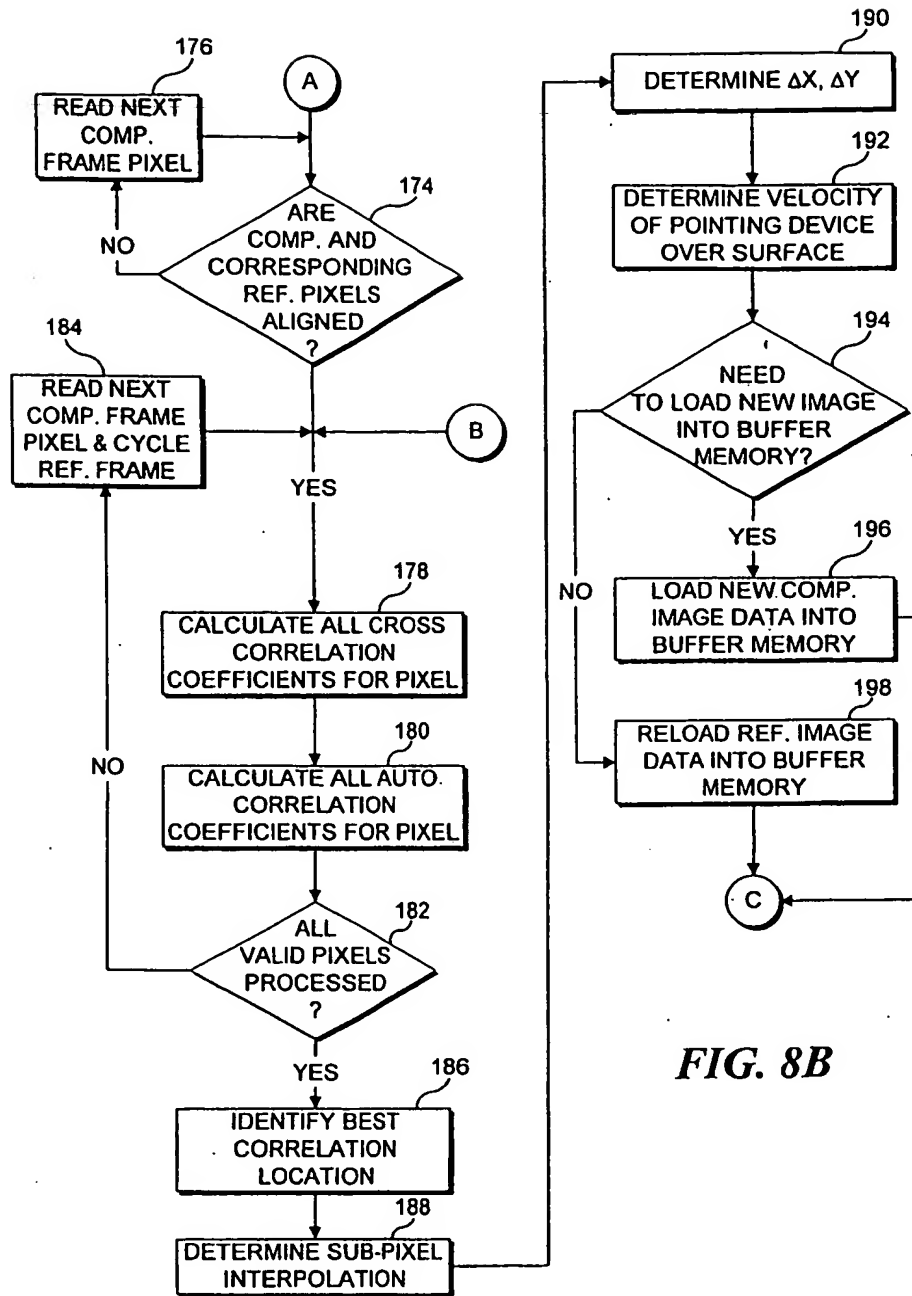 176
A
READ NEXT
COMP.
FRAME PIXEL
174
ARE
COMP. AND
CORRESPONDING
REF. PIXELS
ALIGNED
?
NO
184
READ NEXT
COMP. FRAME
PIXEL & CYCLE
REF. FRAME
B
YES
178
CALCULATE ALL CROSS
CORRELATION
COEFFICIENTS FOR PIXEL
180
CALCULATE ALL AUTO.
CORRELATION
COEFFICIENTS FOR PIXEL
NO
182
ALL
VALID PIXELS
PROCESSED
?
YES
186
IDENTIFY BEST
CORRELATION
LOCATION
188
DETERMINE SUB-PIXEL
INTERPOLATION
190
DETERMINE ΔX, ΔY
192
DETERMINE VELOCITY
OF POINTING DEVICE
OVER SURFACE
194
NEED
TO LOAD NEW IMAGE
INTO BUFFER
MEMORY?
YES
196
LOAD NEW COMP.
IMAGE DATA INTO
BUFFER MEMORY
NO
198
RELOAD REF. IMAGE
DATA INTO BUFFER
MEMORY
C
FIG. 8B